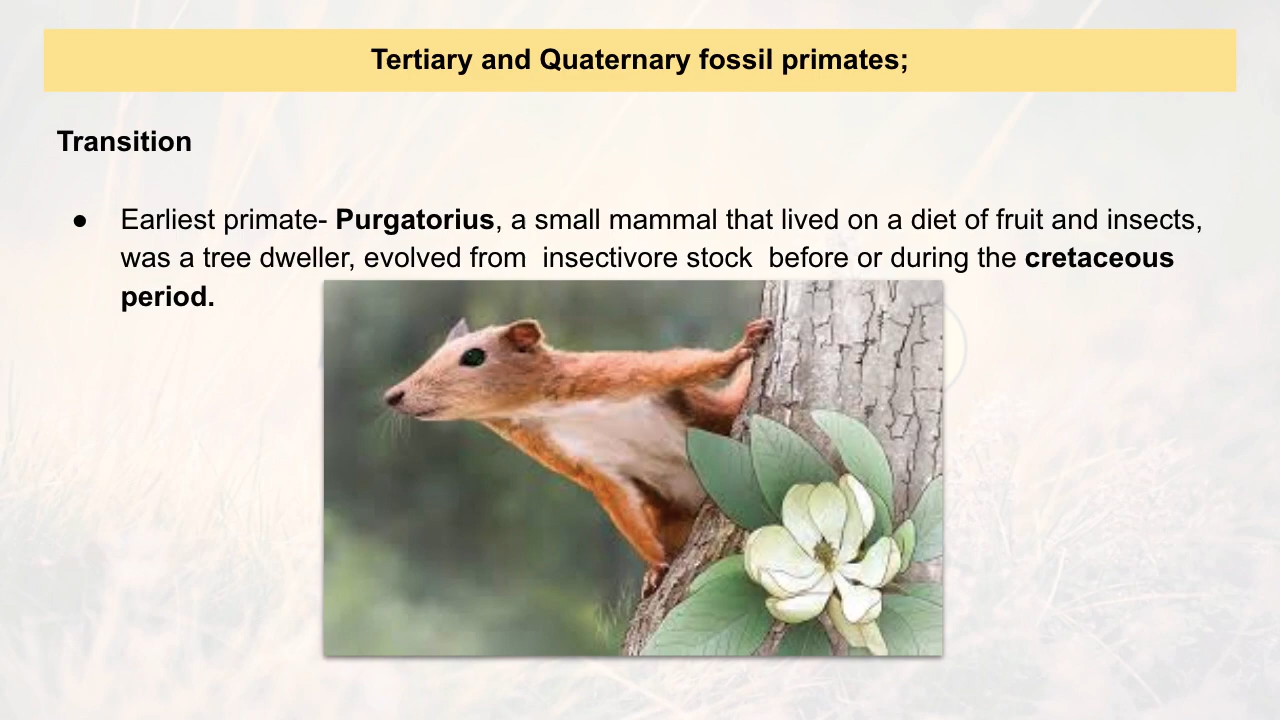 Tertiary and Quaternary fossil primates;
Transition
● Earliest primate- Purgatorius, a small mammal that lived on a diet of fruit and insects,
was a tree dweller, evolved from  insectivore stock  before or during the cretaceous
period.